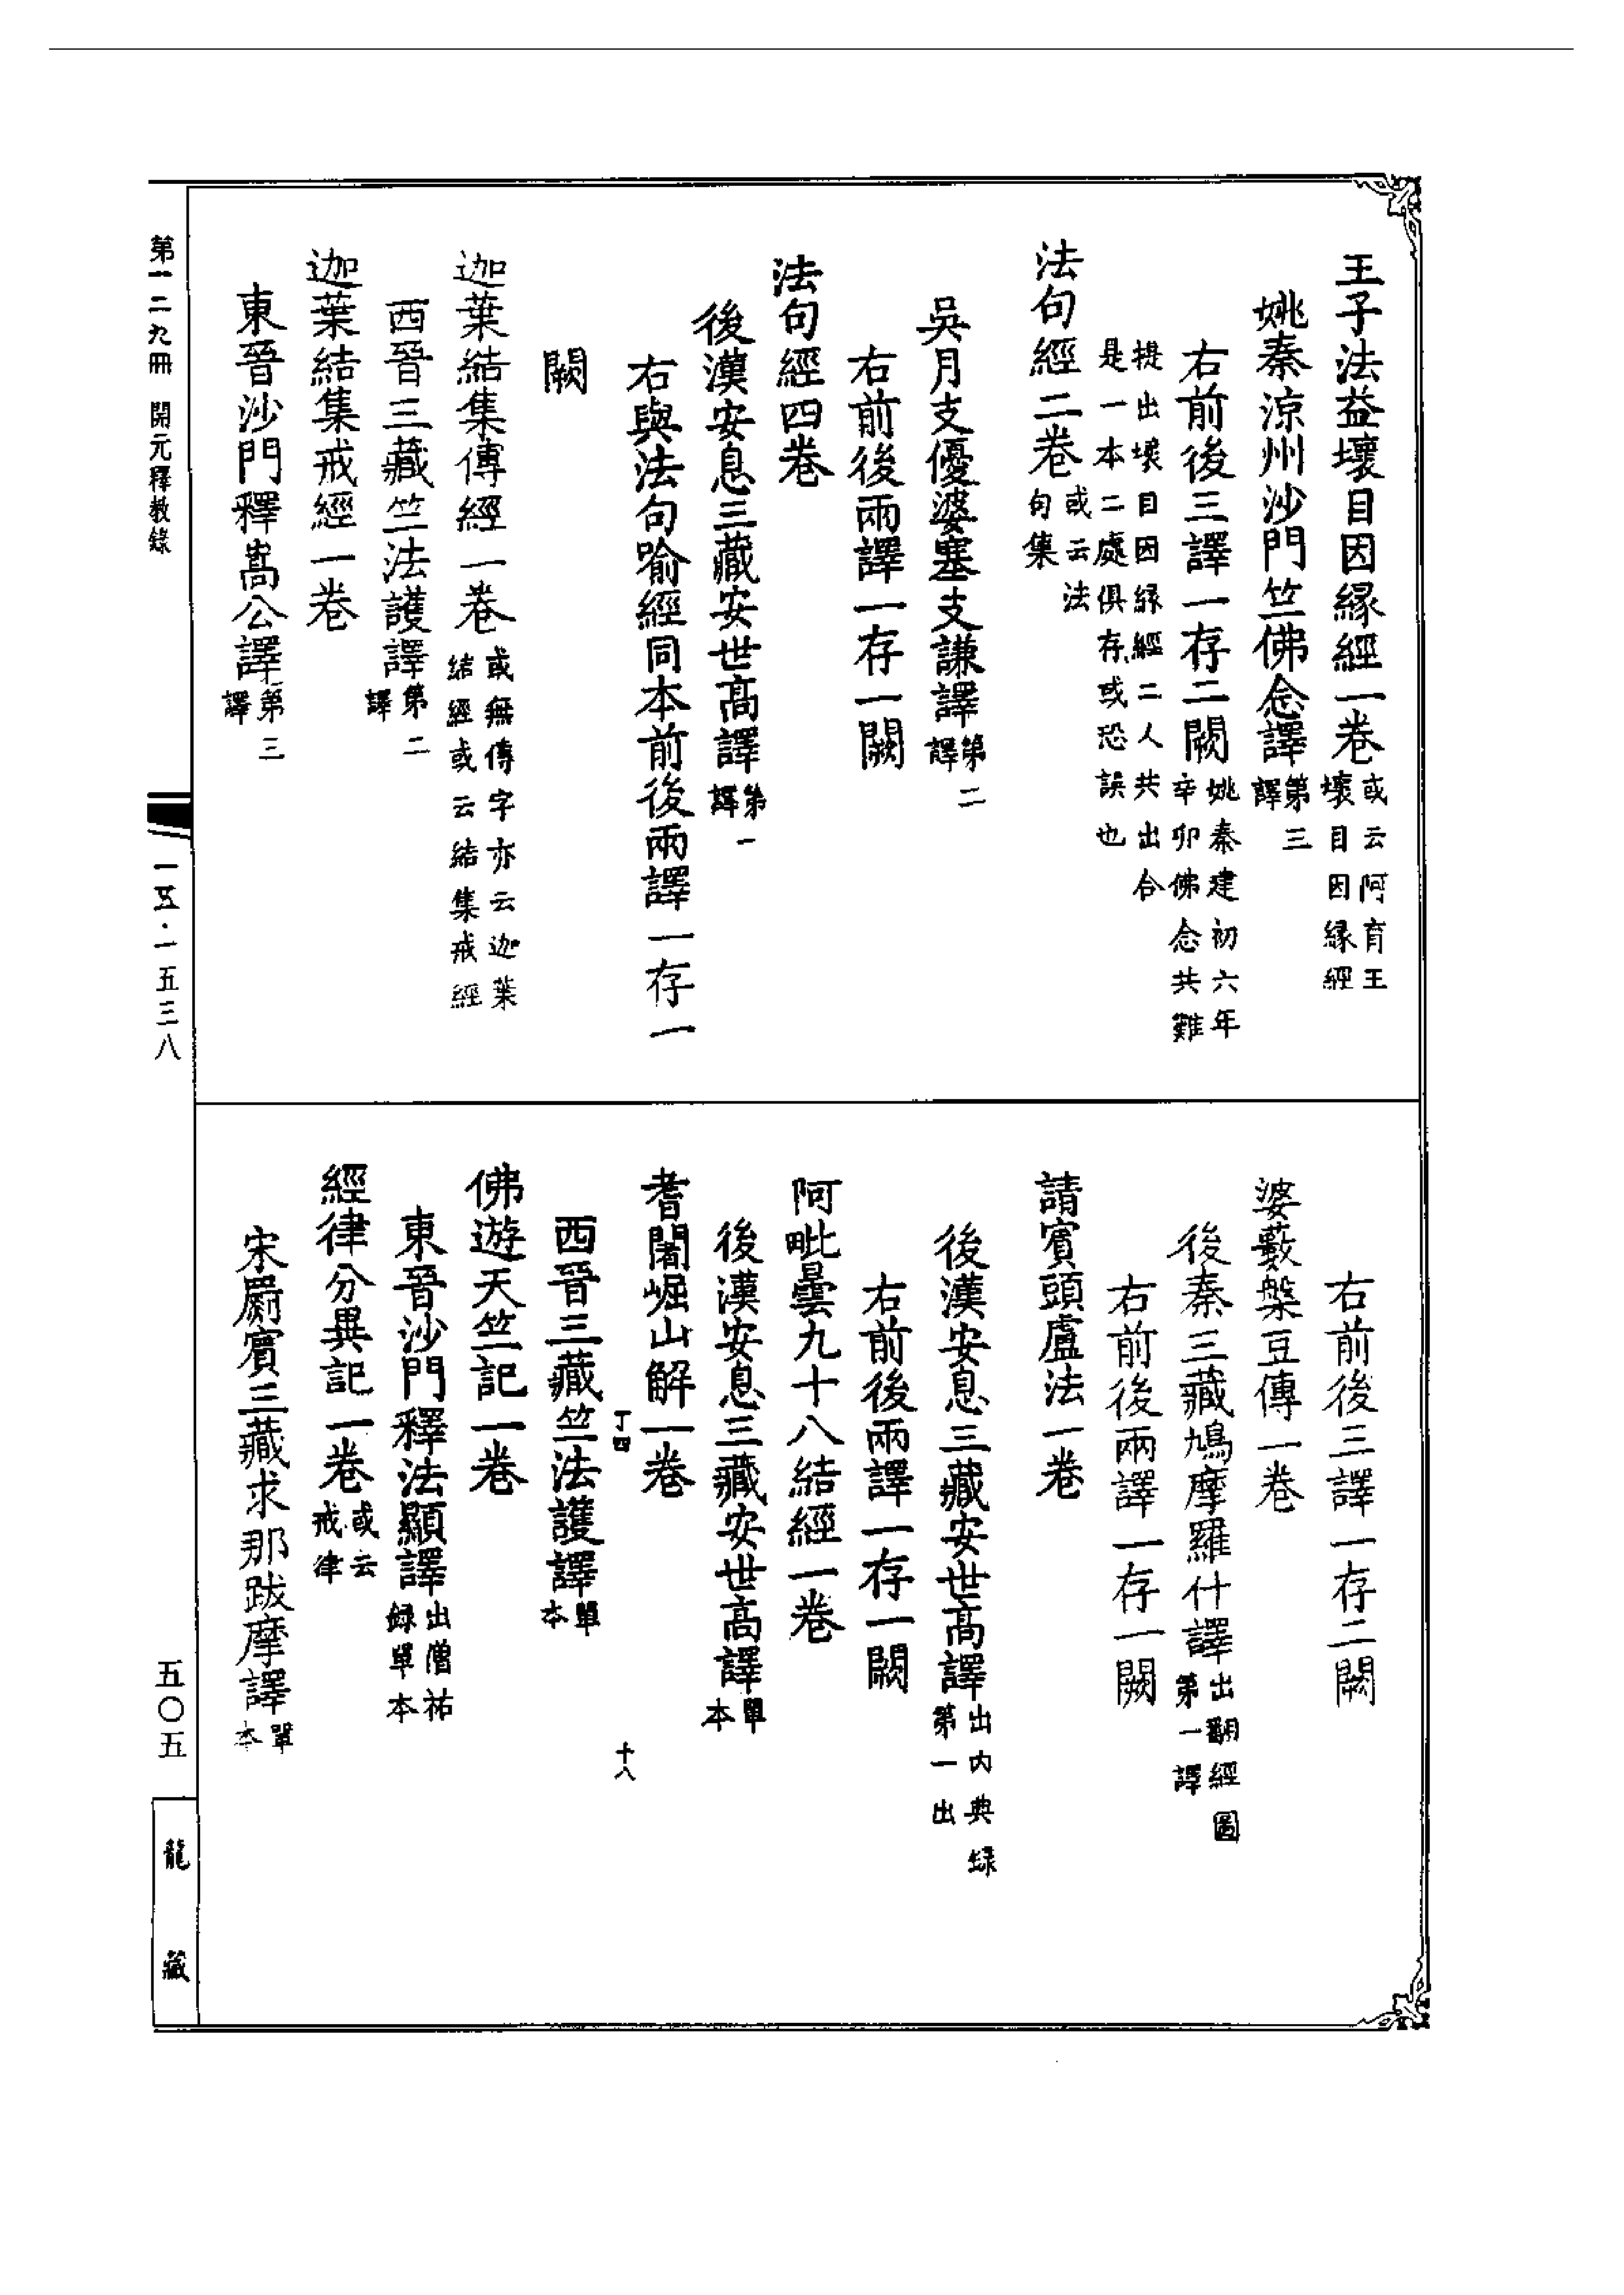 王子法益壞目因縁經一卷或云阿育王壞目因縁經
姚秦涼州沙門竺佛念譯第三譯
右前後三譯一存二闕姚秦建初六年辛卯佛念共難
提出壞目因縁經二人共出合是一本二處俱存或恐誤也
法句經二卷或云法句集
吳月支優婆塞支謙譯第二譯
右前後兩譯一存一闕
法句經四卷
後漢安息三藏安世高譯第一譯
右與法句喻經同本前後兩譯一存一
闕
迦葉結集傳經一卷或無傳字亦云迦葉結經或云結集戒經
西晉三藏竺法護譯第二譯
迦葉結集戒經一卷
東晉沙門釋嵩公譯第三譯
右前後三譯一存二闕
婆藪槃豆傳一卷
後秦三藏鳩摩羅什譯出翻經圖第一譯
右前後兩譯一存一闕
請賓頭盧法一卷
後漢安息三藏安世高譯出內典録第一出
右前後兩譯一存一闕
阿毗曇九十八結經一卷
後漢安息三藏安世高譯單本
耆闍崛山解一卷
丁四 十八
西晉三藏竺法護譯單本
佛遊天竺記一卷
東晉沙門釋法顯譯出僧祐録單本
經律分異記一卷或云戒律
宋罽賓三藏求那跋摩譯單本
第一二九冊 開元釋教錄
一五·一五三八
五〇五
龍藏